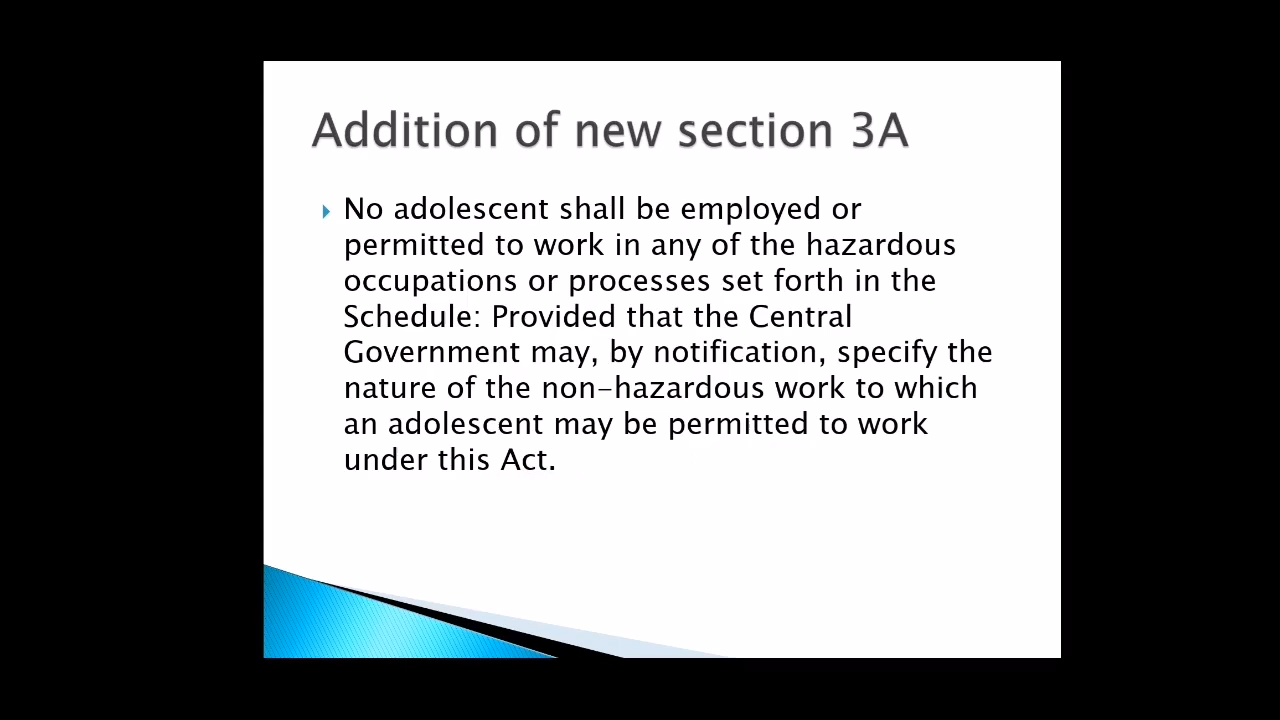 Addition of new section 3A
No adolescent shall be employed or
permitted to work in any of the hazardous
occupations or processes set forth in the
Schedule: Provided that the Central
Government may, by notification, specify the
nature of the non-hazardous work to which
an adolescent may be permitted to work
under this Act.